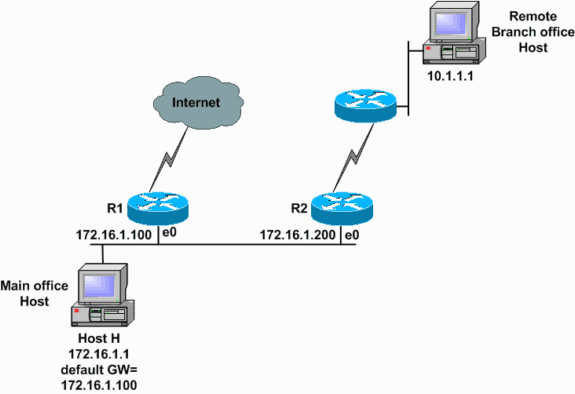 Remote
Branch office
Host
10.1.1.1
Internet
R1
R2
172.16.1.100
e0
172.16.1.200
e0
Main office
Host
Host H
172.16.1.1
default GW=
172.16.1.100